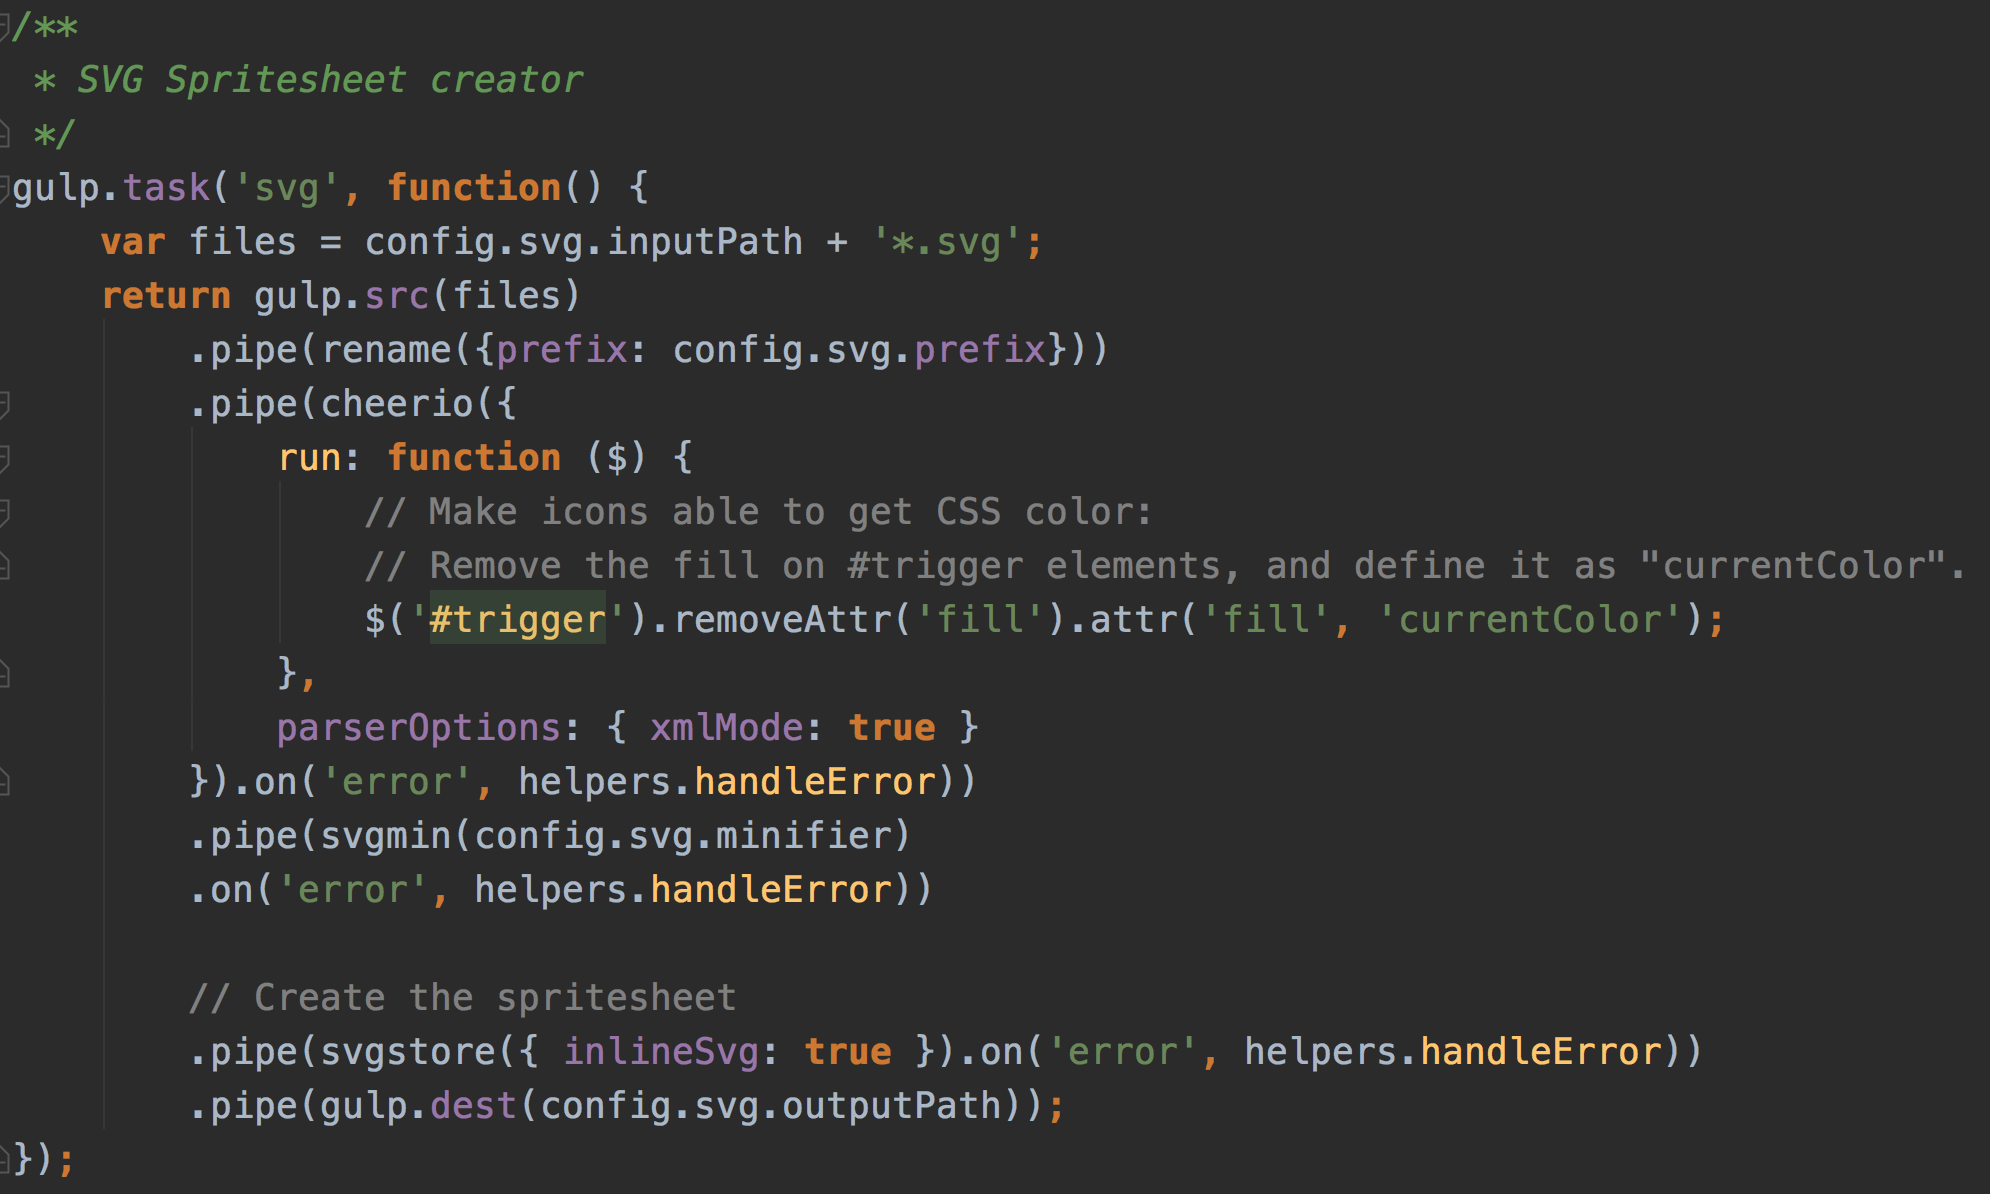 /**
 * SVG Spritesheet creator
 */
gulp.task('svg', function() {
    var files = config.svg.inputPath + '*.svg';
    return gulp.src(files)
        .pipe(rename({prefix: config.svg.prefix}))
        .pipe(cheerio({
            run: function ($) {
                // Make icons able to get CSS color:
                // Remove the fill on #trigger elements, and define it as "currentColor".
                $('#trigger').removeAttr('fill').attr('fill', 'currentColor');
            },
            parserOptions: { xmlMode: true }
        }).on('error', helpers.handleError))
        .pipe(svgmin(config.svg.minifier)
        .on('error', helpers.handleError))

        // Create the spritesheet
        .pipe(svgstore({ inlineSvg: true }).on('error', helpers.handleError))
        .pipe(gulp.dest(config.svg.outputPath));
});